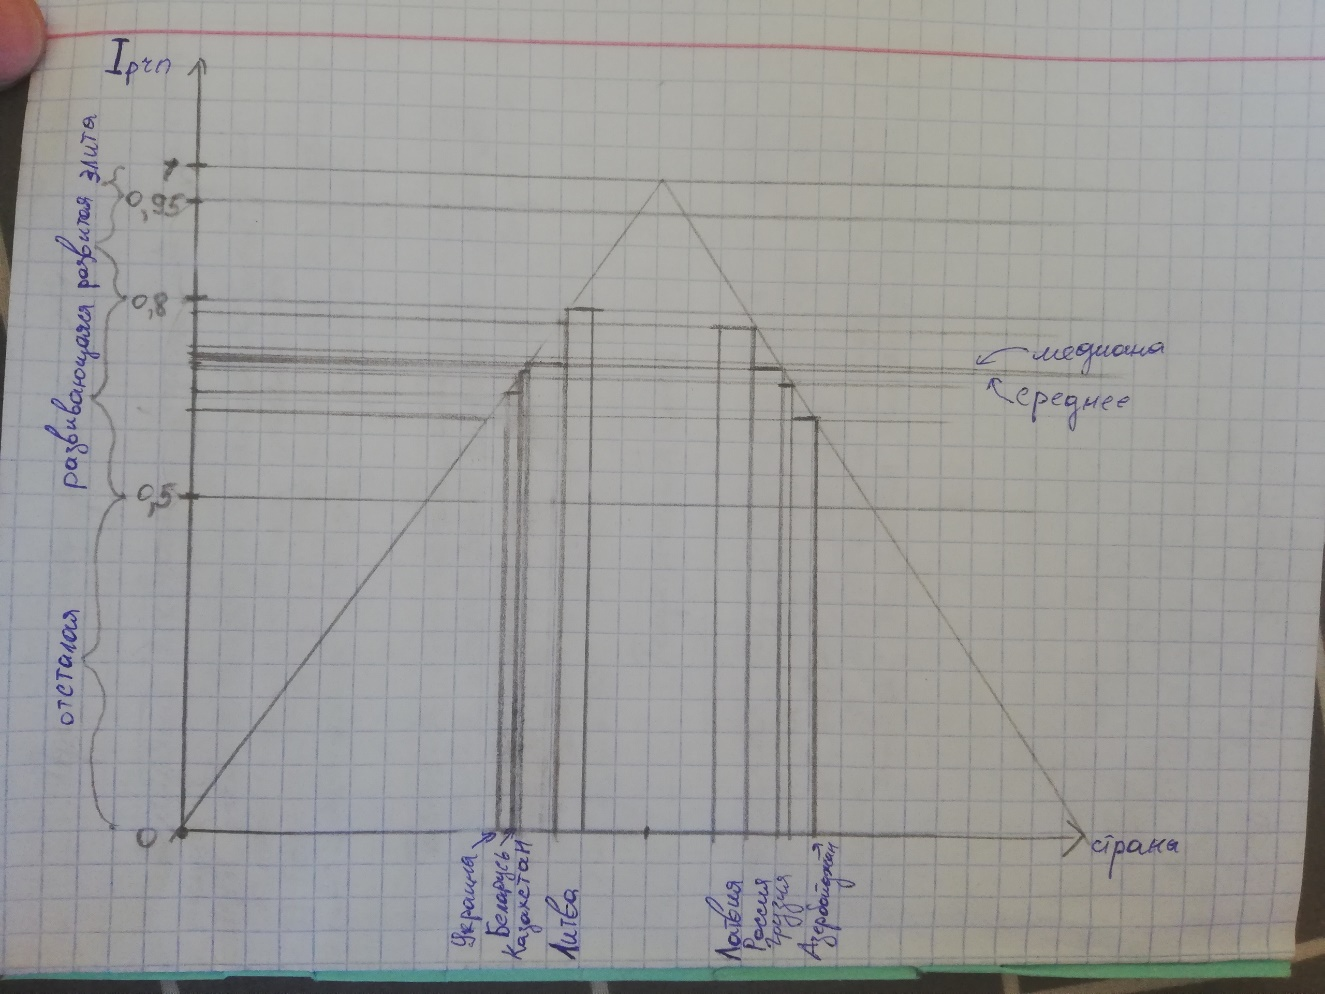 Iрчп
элита
1
0,95
развитая
0,8
развивающаяся
медиана
среднее
0,5
отсталая
0
страна
Украина
Беларусь
Казахстан
Литва
Латвия
Россия
Грузия
Азербайджан